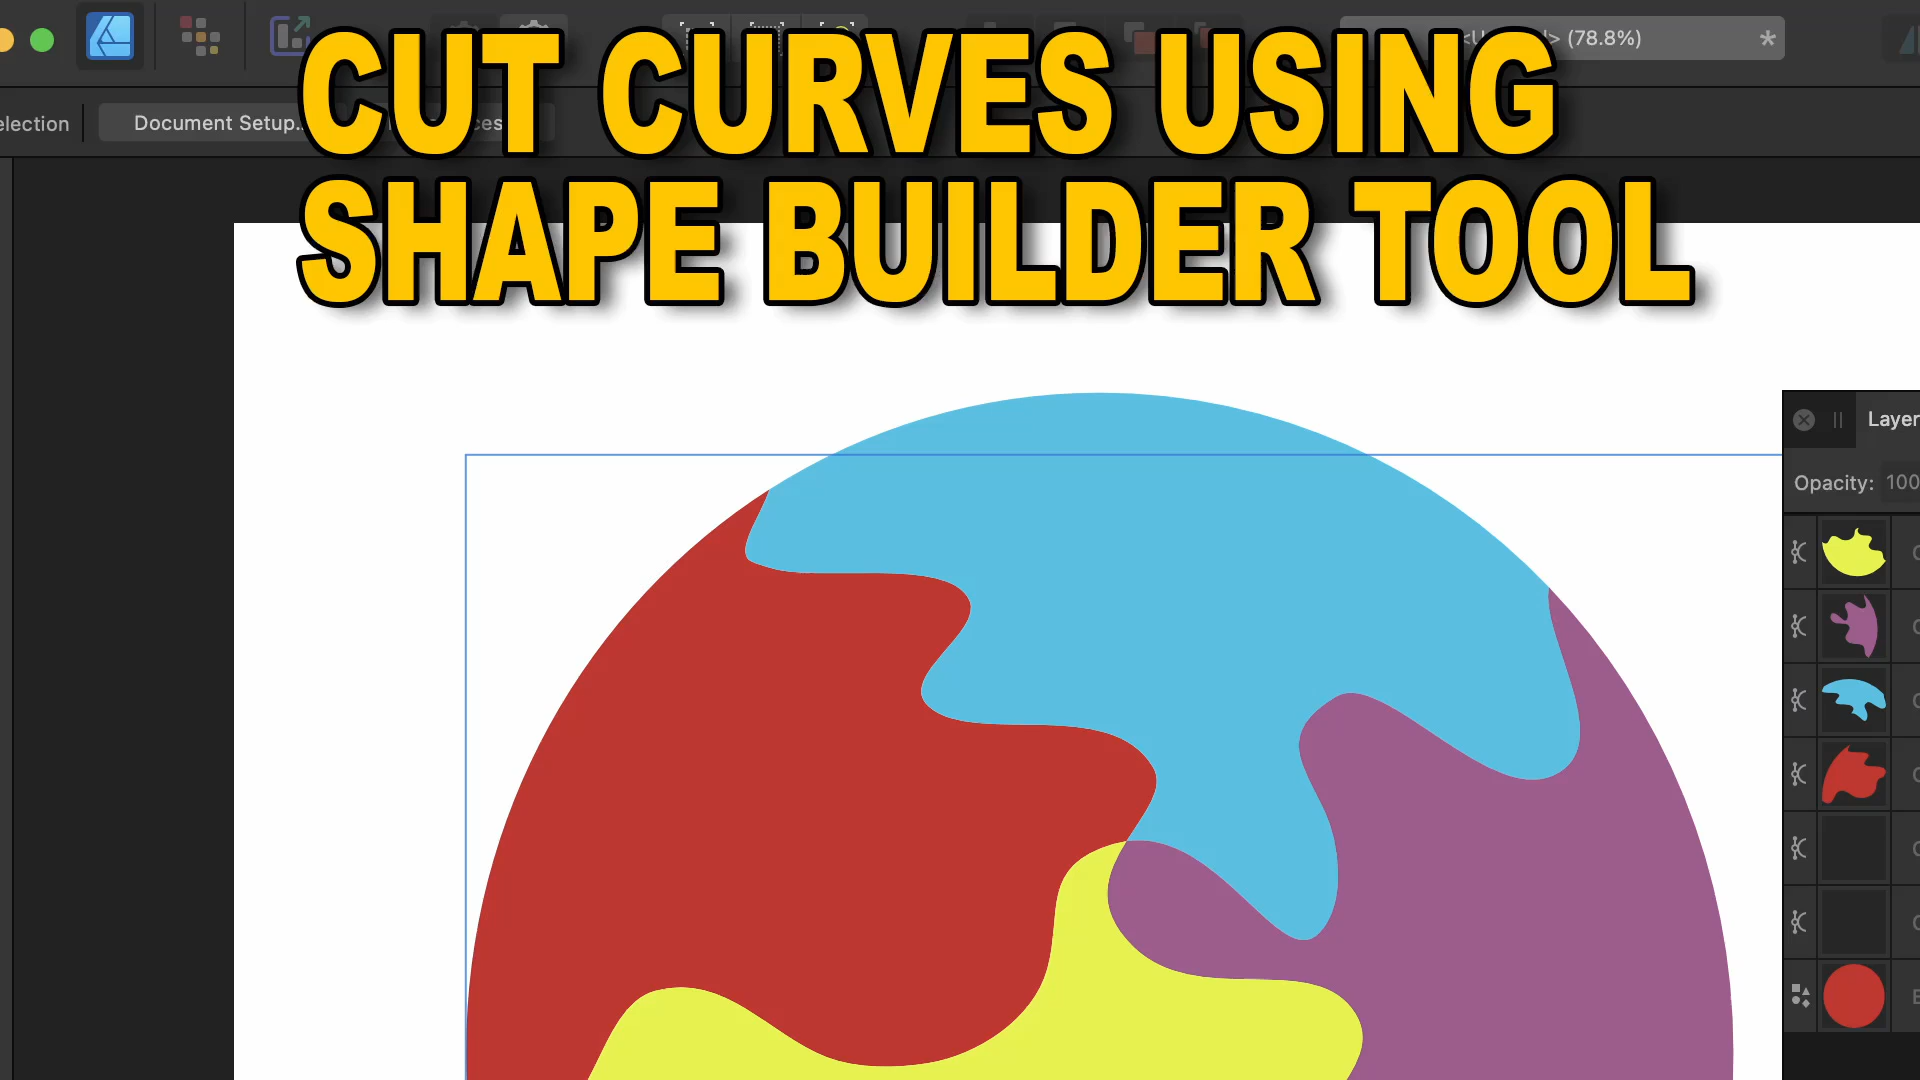 CUT CURVES USING
SHAPE BUILDER TOOL
(78.8%) *
election
Document Setup..
Layer
Opacity: 100